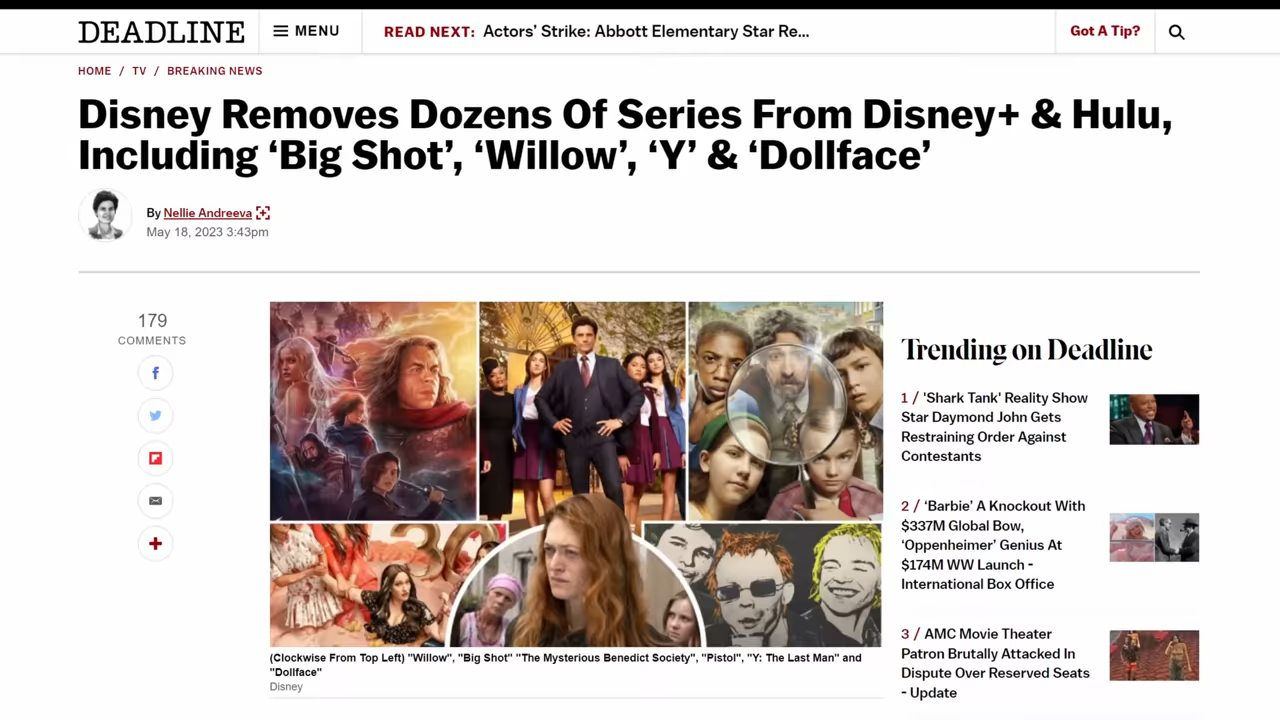 DEADLINE
MENU
READ NEXT: Actors’ Strike: Abbott Elementary Star Re...
Got A Tip?
HOME / TV / BREAKING NEWS
Disney Removes Dozens Of Series From Disney+ & Hulu,
Including ‘Big Shot’, ‘Willow’, ‘Y’ & ‘Dollface’
By Nellie Andreeva
May 18, 2023 3:43pm
179
COMMENTS
30
(Clockwise From Top Left) "Willow", "Big Shot" "The Mysterious Benedict Society", "Pistol", "Y: The Last Man" and
"Dollface"
Disney
Trending on Deadline
1 / 'Shark Tank' Reality Show
Star Daymond John Gets
Restraining Order Against
Contestants
2 / ‘Barbie’ A Knockout With
$337M Global Bow,
‘Oppenheimer’ Genius At
$174M WW Launch -
International Box Office
3 / AMC Movie Theater
Patron Brutally Attacked In
Dispute Over Reserved Seats
- Update